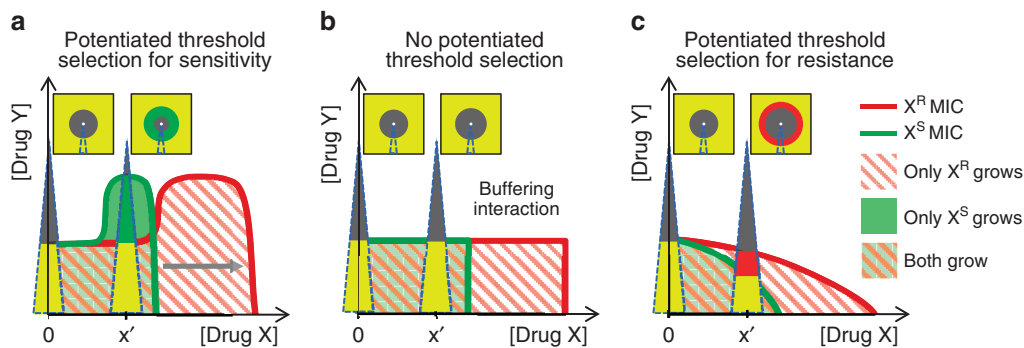 a
Potentiated threshold
selection for sensitivity
[Drug Y]
0
x′
[Drug X]
b
No potentiated
threshold selection
[Drug Y]
Buffering
interaction
0
x′
[Drug X]
c
Potentiated threshold
selection for resistance
[Drug Y]
0
x′
[Drug X]
X^R MIC
X^S MIC
Only X^R grows
Only X^S grows
Both grow